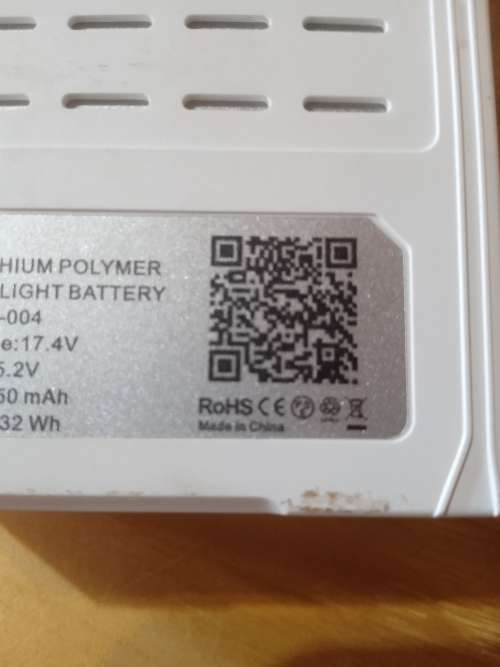 HIUM POLYMER
LIGHT BATTERY
-004
e:17.4V
5.2V
50 mAh
32 Wh
RoHS CE
Made in China